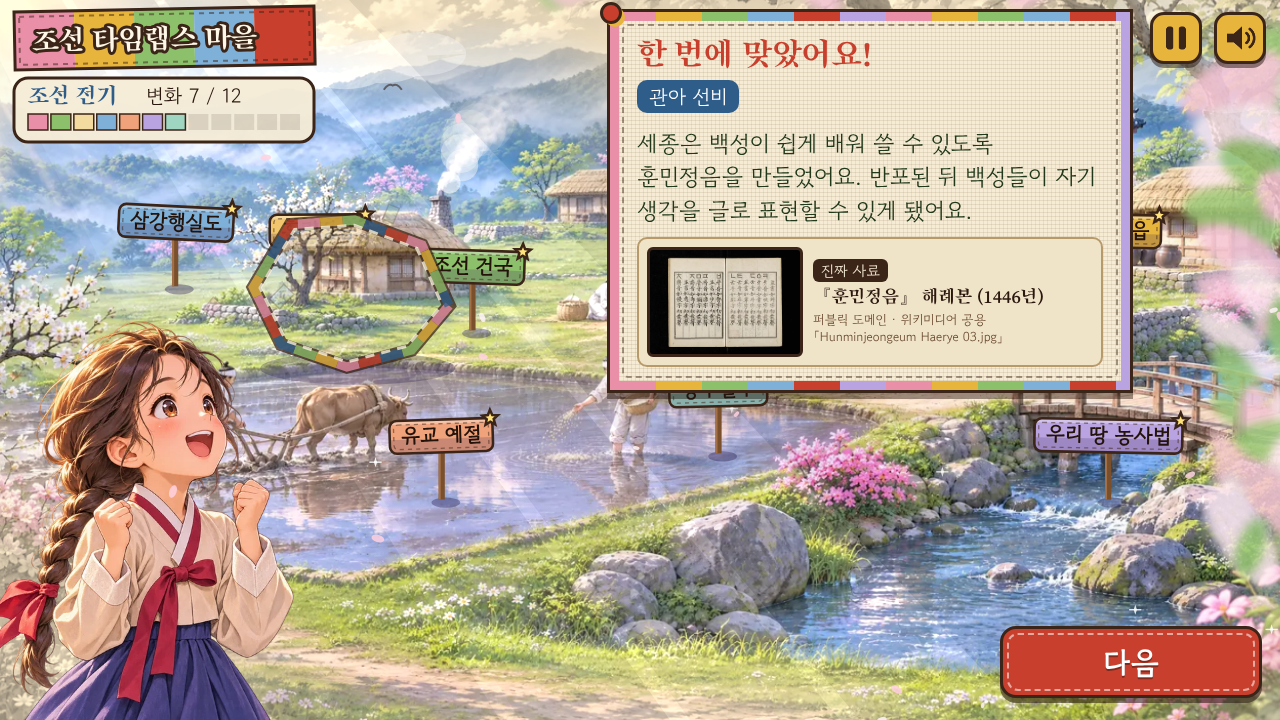 조선 타임랩스 마을
조선 전기 변화 7 / 12
한 번에 맞았어요!
관아 선비
세종은 백성이 쉽게 배워 쓸 수 있도록
훈민정음을 만들었어요. 반포된 뒤 백성들이 자기
생각을 글로 표현할 수 있게 됐어요.
진짜 사료
『훈민정음』 해례본 (1446년)
퍼블릭 도메인 · 위키미디어 공용
「Hunminjeongeum Haerye 03.jpg」
삼강행실도
조선 건국
읍
유교 예절
우리 땅 농사법
다음